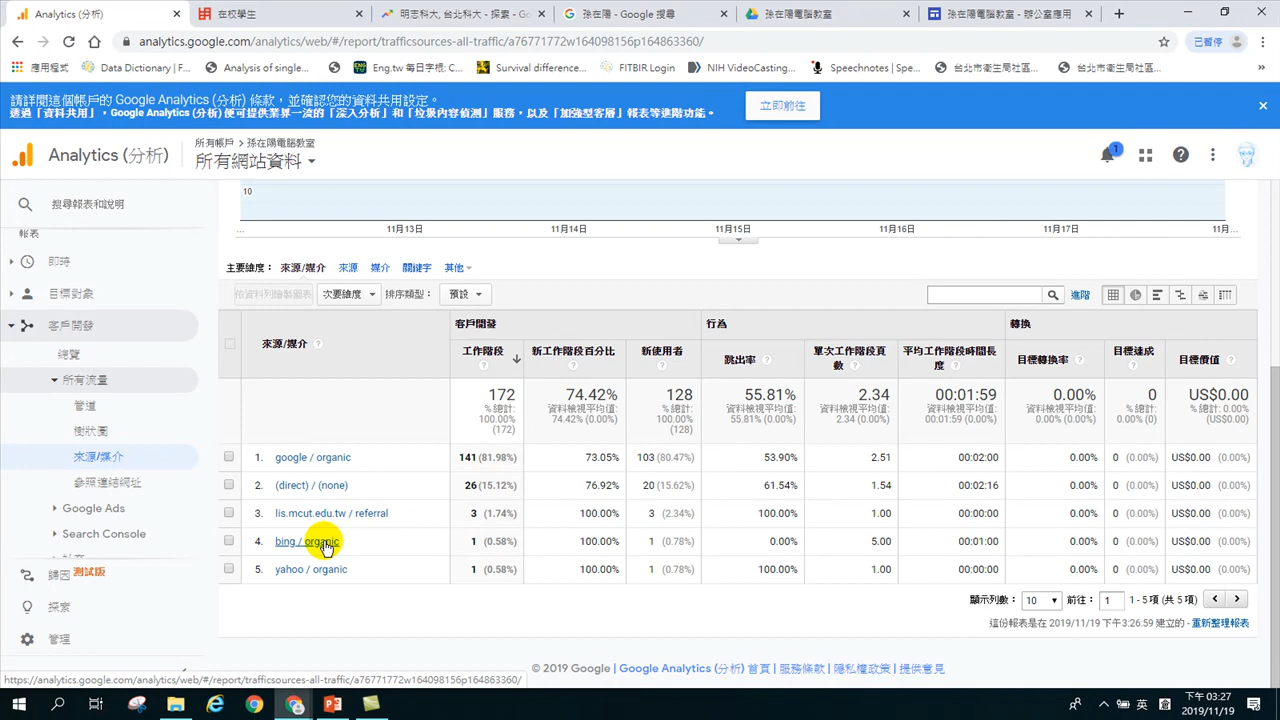 Analytics (分析)
在校學生
明志科大, 台北科大 - 探索 - G
孫在陽 - Google 搜尋
孫在陽電腦教室
孫在陽電腦教室 - 辦公室應用
analytics.google.com/analytics/web/#/report/trafficsources-all-traffic/a76771772w164098156p164863360/
已暫停
應用程式
Data Dictionary | F...
Analysis of single...
Eng.tw 每日字根: C...
Survival difference...
FITBIR Login
NIH VideoCasting...
Speechnotes | Spe...
台北市衛生局社區...
台北市衛生局社區...
請詳閱這個帳戶的 Google Analytics (分析) 條款，並確認您的資料共用設定。
透過「資料共用」，Google Analytics (分析) 便可提供業界一流的「深入分析」和「垃圾內容偵測」服務，以及「加強型客層」報表等進階功能。
立即前往
Analytics (分析)
所有帳戶 > 孫在陽電腦教室
所有網站資料
1
搜尋報表和說明
報表
即時
目標對象
客戶開發
總覽
所有流量
管道
樹狀圖
來源/媒介
參照連結網址
Google Ads
Search Console
歸因 測試版
探索
管理
10
... 11月13日 11月14日 11月15日 11月16日 11月17日 11月...
主要維度： 來源/媒介 來源 媒介 關鍵字 其他
依資料列繪製圖表 次要維度 排序類型： 預設 進階
來源/媒介 客戶開發 行為 轉換
工作階段 新工作階段百分比 新使用者 跳出率 單次工作階段頁數 平均工作階段時間長度 目標轉換率 目標達成 目標價值
172 74.42% 128 55.81% 2.34 00:01:59 0.00% 0 US$0.00
% 總計: 100.00% (172) 資料檢視平均值: 74.42% (0.00%) % 總計: 100.00% (128) 資料檢視平均值: 55.81% (0.00%) 資料檢視平均值: 2.34 (0.00%) 資料檢視平均值: 00:01:59 (0.00%) 資料檢視平均值: 0.00% (0.00%) % 總計: 0.00% (0) % 總計: 0.00% (US$0.00)
1. google / organic 141 (81.98%) 73.05% 103 (80.47%) 53.90% 2.51 00:02:00 0.00% 0 (0.00%) US$0.00 (0.00%)
2. (direct) / (none) 26 (15.12%) 76.92% 20 (15.62%) 61.54% 1.54 00:02:16 0.00% 0 (0.00%) US$0.00 (0.00%)
3. lis.mcut.edu.tw / referral 3 (1.74%) 100.00% 3 (2.34%) 100.00% 1.00 00:00:00 0.00% 0 (0.00%) US$0.00 (0.00%)
4. bing / organic 1 (0.58%) 100.00% 1 (0.78%) 0.00% 5.00 00:01:00 0.00% 0 (0.00%) US$0.00 (0.00%)
5. yahoo / organic 1 (0.58%) 100.00% 1 (0.78%) 100.00% 1.00 00:00:00 0.00% 0 (0.00%) US$0.00 (0.00%)
顯示列數： 10 前往： 1 1 - 5 項 (共 5 項)
這份報表是在 2019/11/19 下午3:26:59 建立的 - 重新整理報表
© 2019 Google | Google Analytics (分析) 首頁 | 服務條款 | 隱私權政策 | 提供意見
https://analytics.google.com/analytics/web/#/report/trafficsources-all-traffic/a76771772w164098156p164863360/
英
下午 03:27
2019/11/19